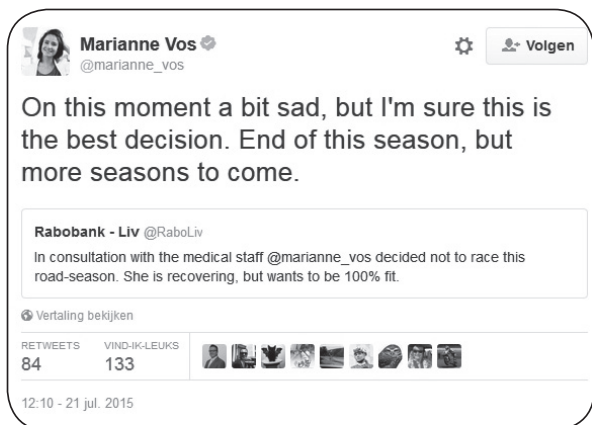 Marianne Vos
@marianne_vos
Volgen
On this moment a bit sad, but I'm sure this is
the best decision. End of this season, but
more seasons to come.
Rabobank - Liv @RaboLiv
In consultation with the medical staff @marianne_vos decided not to race this
road-season. She is recovering, but wants to be 100% fit.
Vertaling bekijken
RETWEETS VIND-IK-LEUKS
84 133
12:10 - 21 jul. 2015